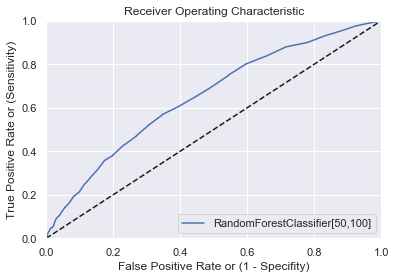 Receiver Operating Characteristic
True Positive Rate or (Sensitivity)
1.0
0.8
0.6
0.4
0.2
0.0
RandomForestClassifier[50,100]
0.0 0.2 0.4 0.6 0.8 1.0
False Positive Rate or (1 - Specifity)